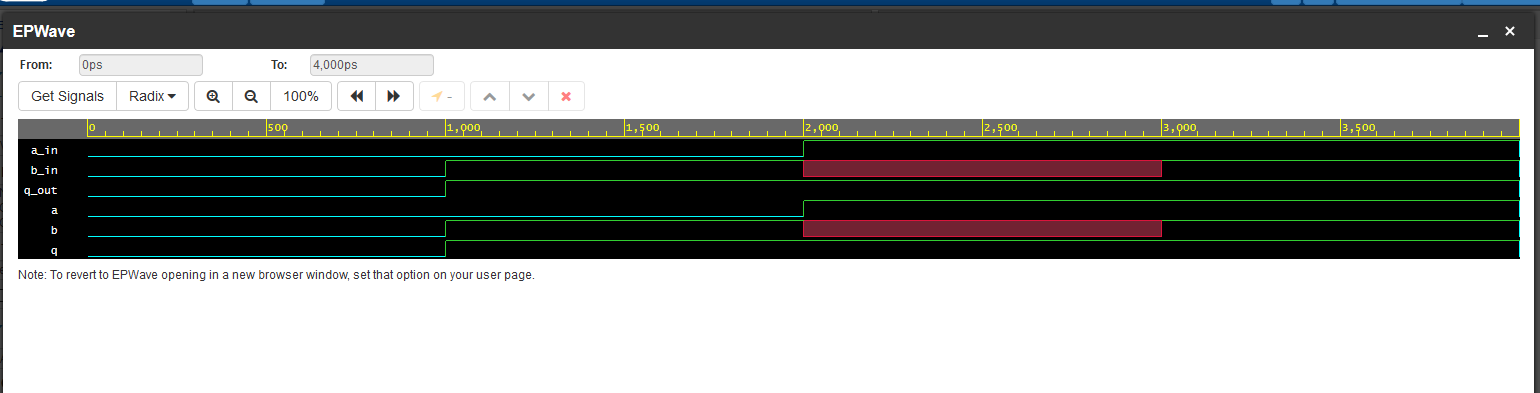 EPWave
From: 0ps To: 4,000ps
Get Signals Radix 100% -
0 500 1,000 1,500 2,000 2,500 3,000 3,500
a_in
b_in
q_out
a
b
q
Note: To revert to EPWave opening in a new browser window, set that option on your user page.